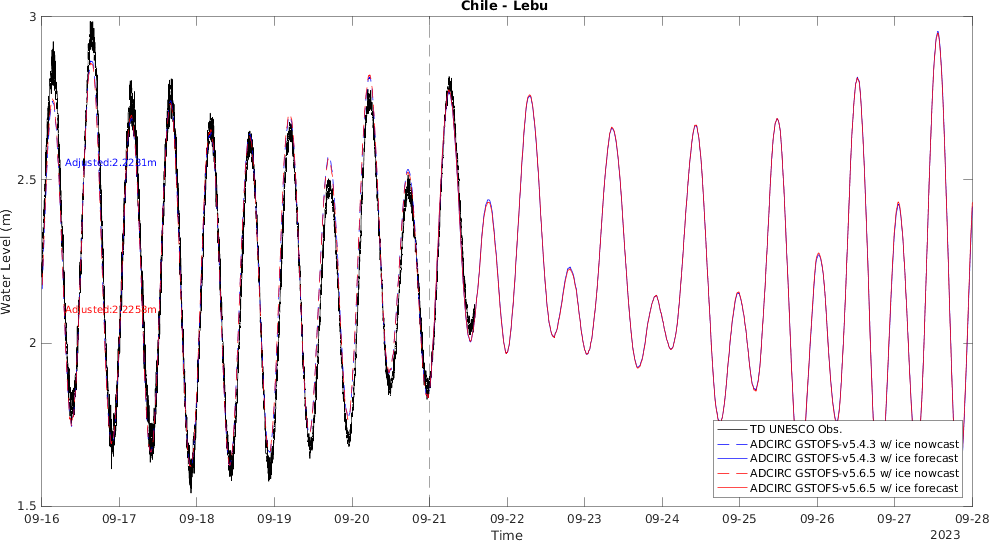 Chile - Lebu
3
2.5
2
1.5
Water Level (m)
Adjusted:2.2281m
Adjusted:2.2258m
TD UNESCO Obs.
ADCIRC GSTOFS-v5.4.3 w/ ice nowcast
ADCIRC GSTOFS-v5.4.3 w/ ice forecast
ADCIRC GSTOFS-v5.6.5 w/ ice nowcast
ADCIRC GSTOFS-v5.6.5 w/ ice forecast
09-16 09-17 09-18 09-19 09-20 09-21 09-22 09-23 09-24 09-25 09-26 09-27 09-28
Time
2023